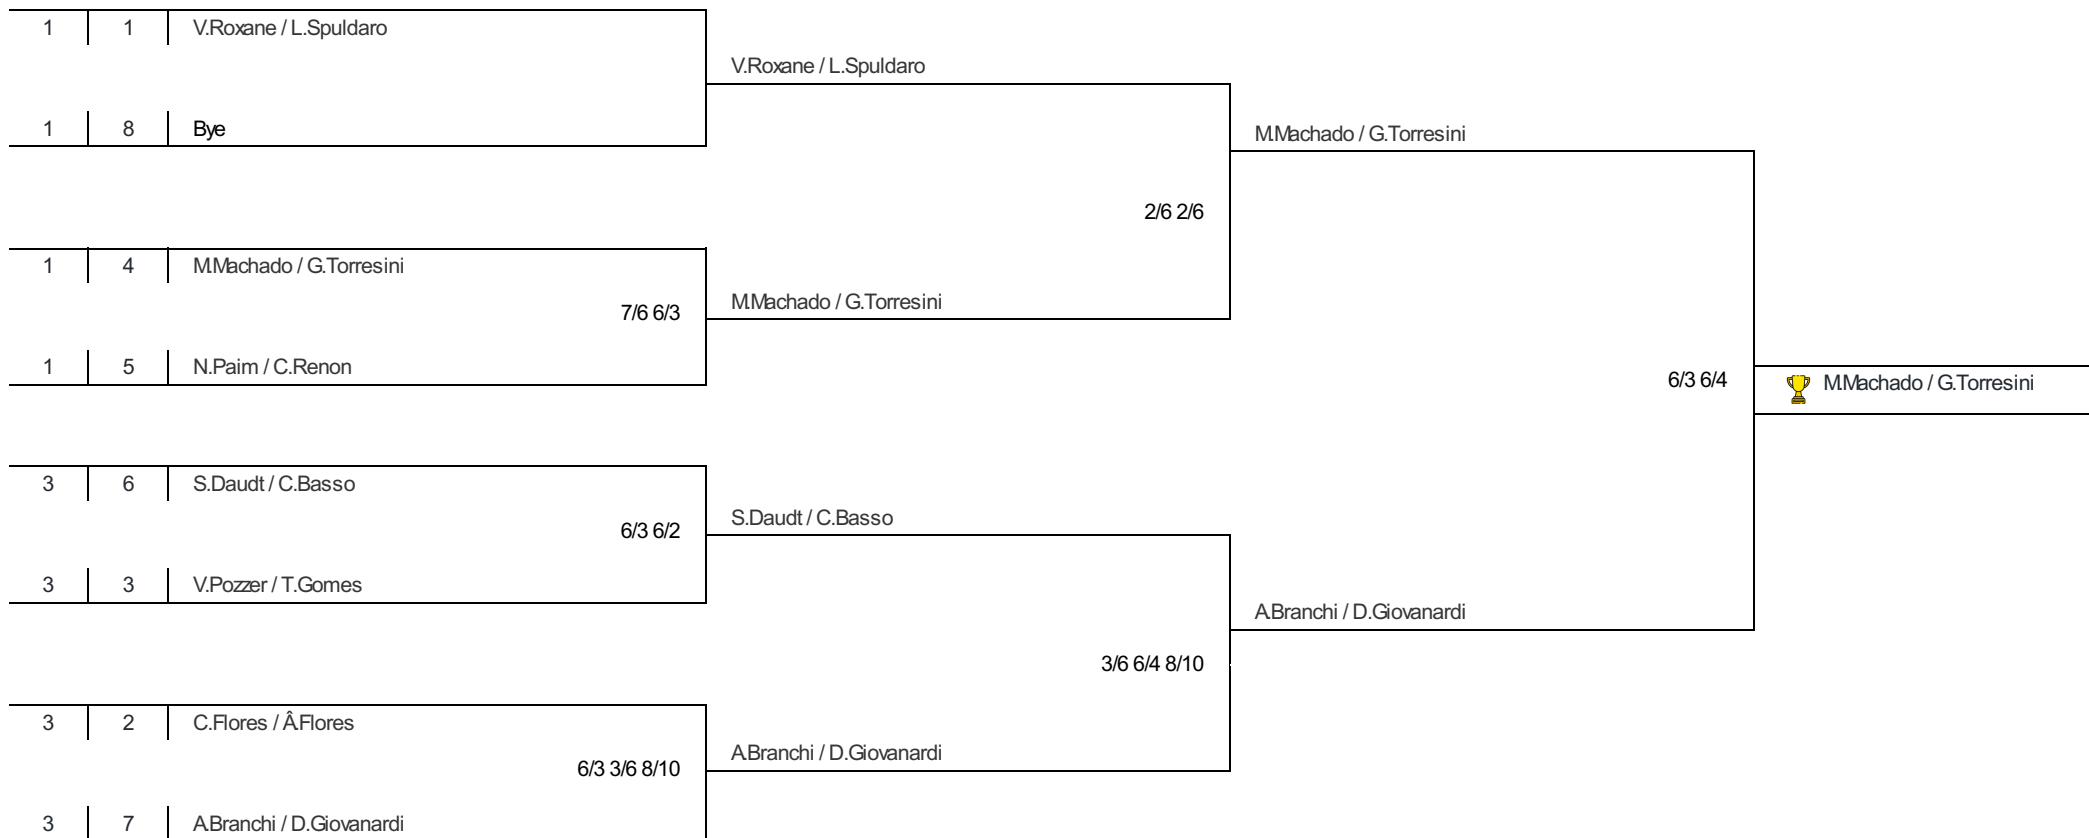 1 1 V.Roxane / L.Spuldaro
V.Roxane / L.Spuldaro
1 8 Bye
M.Machado / G.Torresini
2/6 2/6
1 4 M.Machado / G.Torresini
M.Machado / G.Torresini
7/6 6/3
1 5 N.Paim / C.Renon
6/3 6/4
M.Machado / G.Torresini
3 6 S.Daudt / C.Basso
S.Daudt / C.Basso
6/3 6/2
3 3 V.Pozzer / T.Gomes
A.Branchi / D.Giovanardi
3/6 6/4 8/10
3 2 C.Flores / Â.Flores
A.Branchi / D.Giovanardi
6/3 3/6 8/10
3 7 A.Branchi / D.Giovanardi